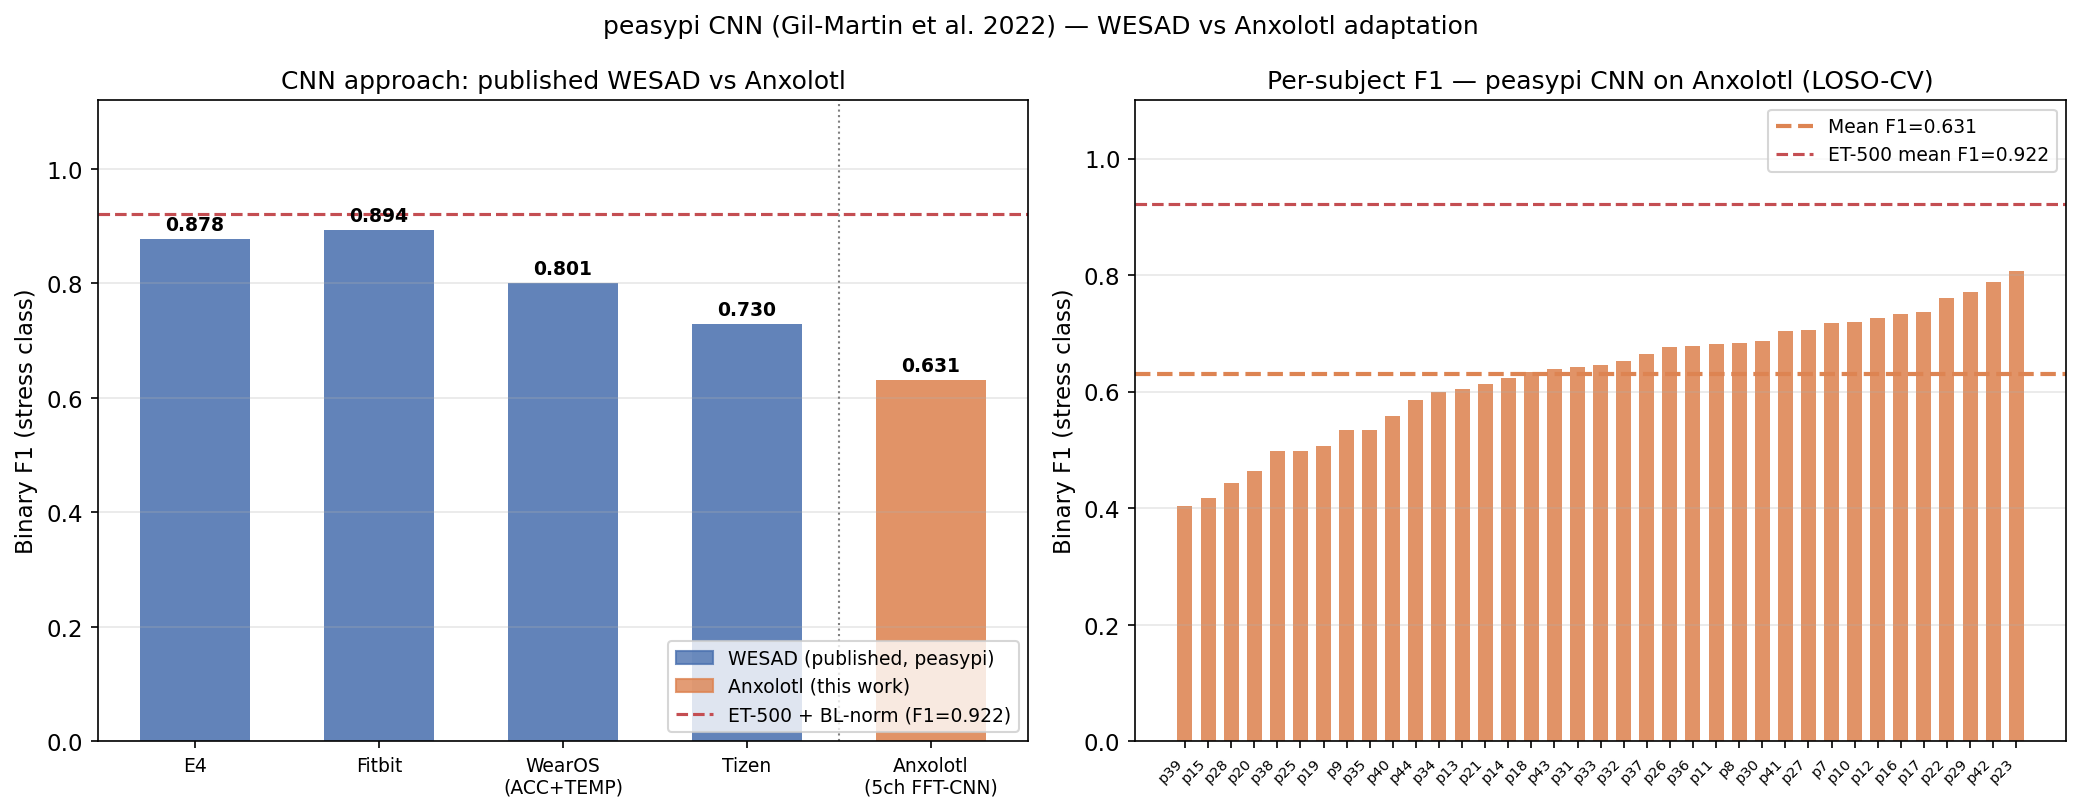 peasypi CNN (Gil-Martin et al. 2022) — WESAD vs Anxolotl adaptation
CNN approach: published WESAD vs Anxolotl
Binary F1 (stress class)
1.0
0.8
0.6
0.4
0.2
0.0
0.878
0.894
0.801
0.730
0.631
WESAD (published, peasypi)
Anxolotl (this work)
ET-500 + BL-norm (F1=0.922)
E4
Fitbit
WearOS
(ACC+TEMP)
Tizen
Anxolotl
(5ch FFT-CNN)
Per-subject F1 — peasypi CNN on Anxolotl (LOSO-CV)
Mean F1=0.631
ET-500 mean F1=0.922
Binary F1 (stress class)
1.0
0.8
0.6
0.4
0.2
0.0
p39
p15
p28
p20
p38
p25
p19
p9
p35
p40
p44
p34
p13
p21
p14
p18
p43
p31
p33
p32
p37
p26
p36
p11
p8
p30
p41
p27
p7
p10
p12
p16
p17
p22
p29
p42
p23